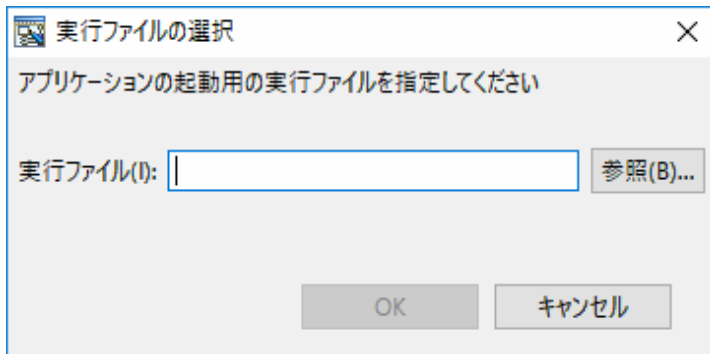 実行ファイルの選択
アプリケーションの起動用の実行ファイルを指定してください
実行ファイル(I): 参照(B)...
OK キャンセル